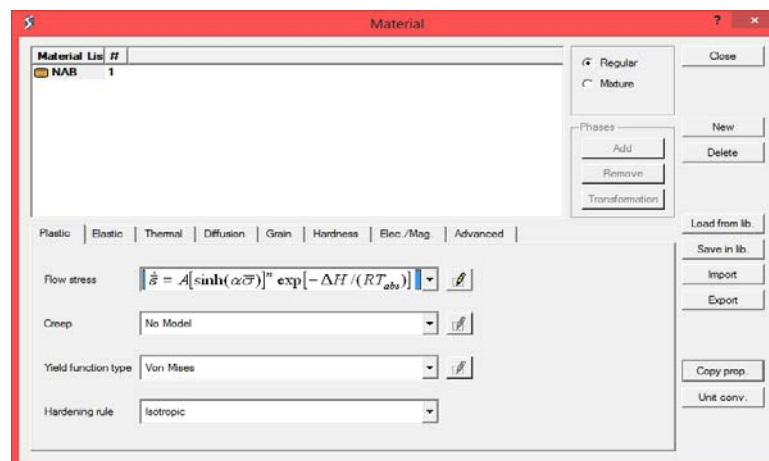 Material
? ×
Material Lis #
NAB 1
Regular
Mixture
Phases
Add
Remove
Transformation
Close
New
Delete
Load from lib.
Save in lib.
Import
Export
Copy prop.
Unit conv.
Plastic Elastic Thermal Diffusion Grain Hardness Elec./Mag. Advanced
Flow stress ε̇̄ = A[sinh(ασ̄)]ⁿ exp[−ΔH/(RT_abs)]
Creep No Model
Yield function type Von Mises
Hardening rule Isotropic